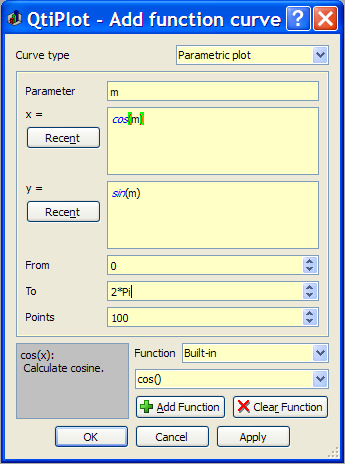 QtiPlot - Add function curve
Curve type Parametric plot
Parameter m
x = cos(m)
Recent
y = sin(m)
Recent
From 0
To 2*Pi
Points 100
cos(x):
Calculate cosine.
Function Built-in
cos()
Add Function Clear Function
OK Cancel Apply